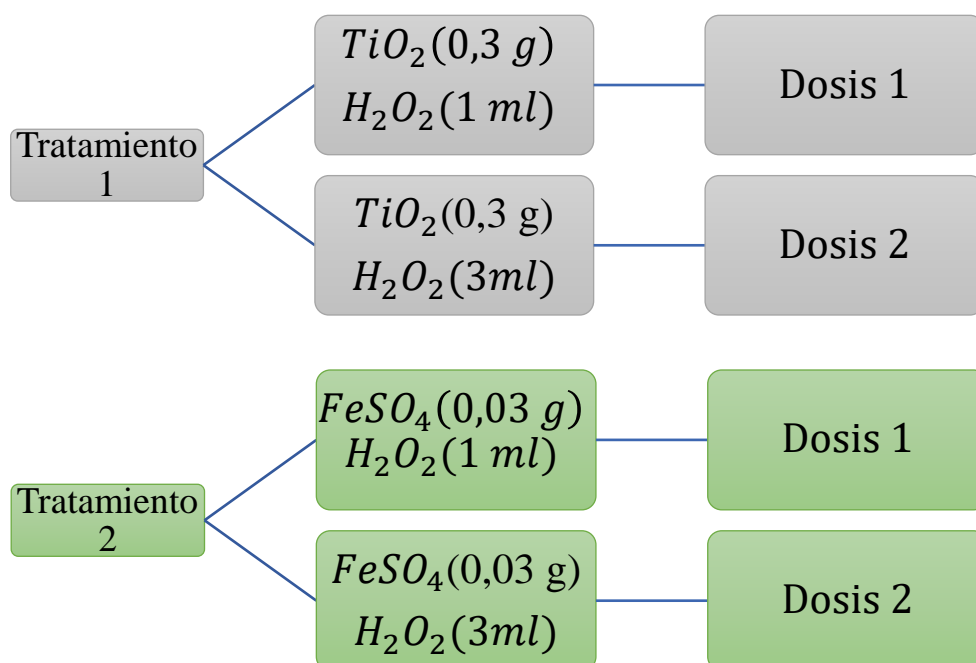 Tratamiento
1
TiO₂(0,3 g)
H₂O₂(1 ml)
Dosis 1
TiO₂(0,3 g)
H₂O₂(3ml)
Dosis 2
Tratamiento
2
FeSO₄(0,03 g)
H₂O₂(1 ml)
Dosis 1
FeSO₄(0,03 g)
H₂O₂(3ml)
Dosis 2